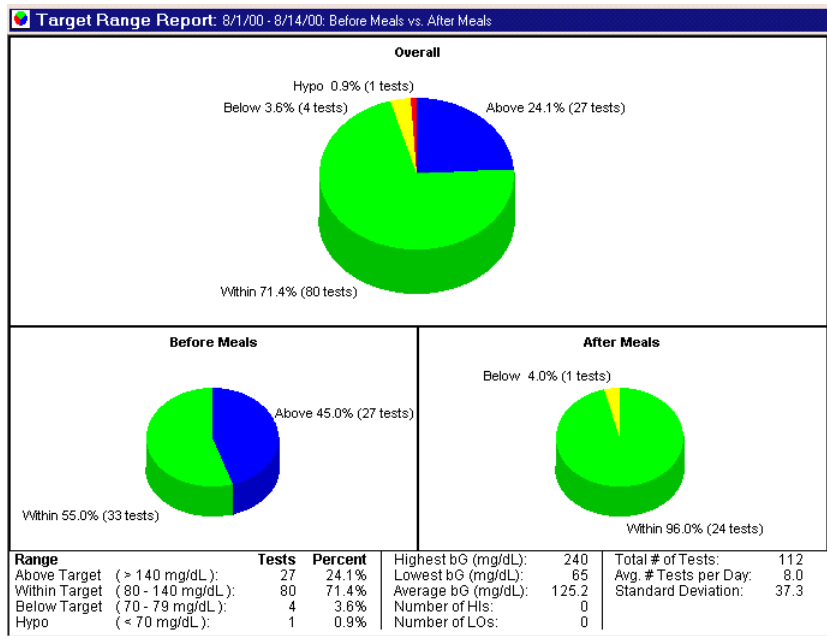 Target Range Report: 8/1/00 - 8/14/00: Before Meals vs. After Meals
Overall
Hypo 0.9% (1 tests)
Below 3.6% (4 tests)
Above 24.1% (27 tests)
Within 71.4% (80 tests)
Before Meals
Above 45.0% (27 tests)
Within 55.0% (33 tests)
After Meals
Below 4.0% (1 tests)
Within 96.0% (24 tests)
Range Tests Percent
Above Target (> 140 mg/dL): 27 24.1%
Within Target (80 - 140 mg/dL): 80 71.4%
Below Target (70 - 79 mg/dL): 4 3.6%
Hypo (< 70 mg/dL): 1 0.9%
Highest bG (mg/dL): 240
Lowest bG (mg/dL): 65
Average bG (mg/dL): 125.2
Number of HIs: 0
Number of LOs: 0
Total # of Tests: 112
Avg. # Tests per Day: 8.0
Standard Deviation: 37.3